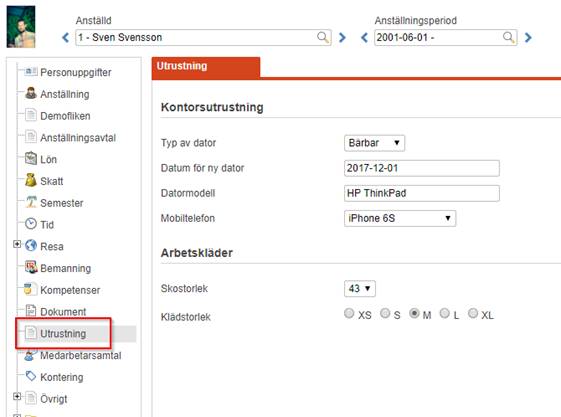 Anställd
Anställningsperiod
1 - Sven Svensson
2001-06-01 -
Personuppgifter
Anställning
Demofliken
Anställningsavtal
Lön
Skatt
Semester
Tid
Resa
Bemanning
Kompetenser
Dokument
Utrustning
Medarbetarsamtal
Kontering
Övrigt
Utrustning
Kontorsutrustning
Typ av dator Bärbar
Datum för ny dator 2017-12-01
Datormodell HP ThinkPad
Mobiltelefon iPhone 6S
Arbetskläder
Skostorlek 43
Klädstorlek XS S M L XL